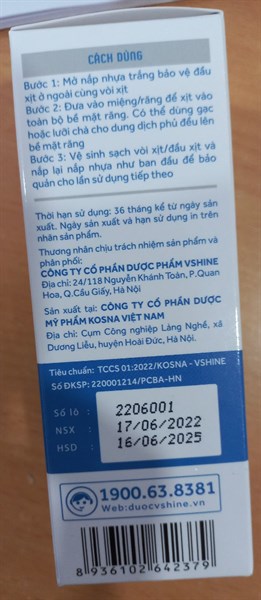 CÁCH DÙNG
Bước 1: Mở nắp nhựa trắng bảo vệ đầu
xịt ở ngoài cùng vòi xịt
Bước 2: Đưa vào miệng/răng để xịt vào
toàn bộ bề mặt răng. Có thể dùng gạc
hoặc lưỡi chà cho dung dịch phủ đều lên
bề mặt răng
Bước 3: Vệ sinh sạch vòi xịt/đầu xịt và
nắp lại nắp nhựa như ban đầu để bảo
quản cho lần sử dụng tiếp theo
Thời hạn sử dụng: 36 tháng kể từ ngày sản
xuất. Ngày sản xuất và hạn sử dụng in trên
nhãn sản phẩm.
Thương nhân chịu trách nhiệm sản phẩm và
phân phối:
CÔNG TY CỔ PHẦN DƯỢC PHẨM VSHINE
Địa chỉ: 24/118 Nguyễn Khánh Toàn, P.Quan
Hoa, Q.Cầu Giấy, Hà Nội
Sản xuất tại: CÔNG TY CỔ PHẦN DƯỢC
MỸ PHẨM KOSNA VIỆT NAM
Địa chỉ: Cụm Công nghiệp Làng Nghề, xã
Dương Liễu, huyện Hoài Đức, Hà Nội.
Tiêu chuẩn: TCCS 01:2022/KOSNA - VSHINE
Số ĐKSP: 220001214/PCBA-HN
Số lô : 2206001
NSX : 17/06/2022
HSD : 16/06/2025
1900.63.8381
Web:duocvshine.vn
8 936102 642379